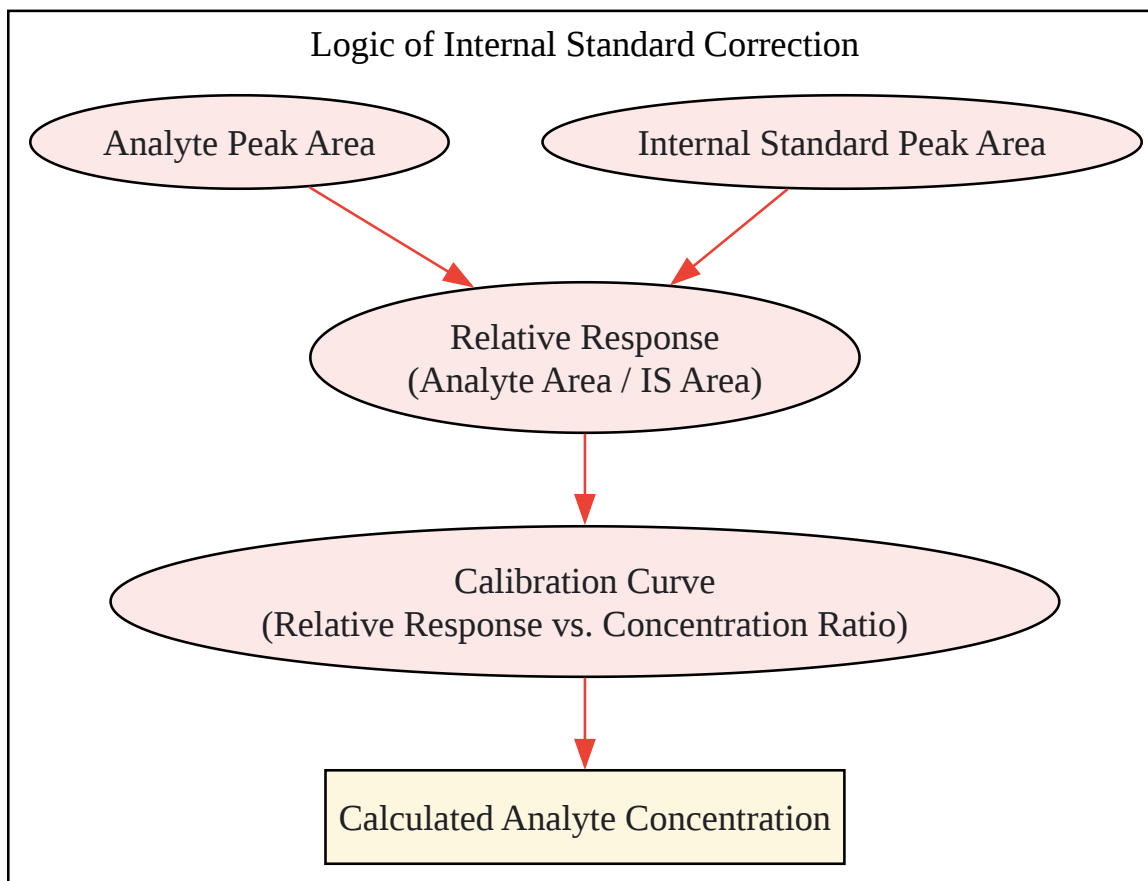 Logic of Internal Standard Correction
Analyte Peak Area
Internal Standard Peak Area
Relative Response
(Analyte Area / IS Area)
Calibration Curve
(Relative Response vs. Concentration Ratio)
Calculated Analyte Concentration